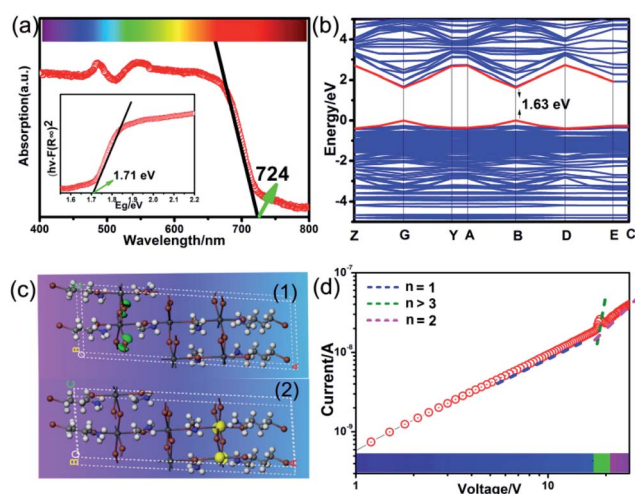 (a)
Absorption(a.u.)
(hν·F(R∞))²
1.71 eV
1.6 1.7 1.8 1.9 2.0 2.1 2.2
Eg/eV
724
400 500 600 700 800
Wavelength/nm
(b)
Energy/eV
4
2
0
-2
-4
1.63 eV
Z G Y A B D E C
(c)
(1)
(2)
(d)
n = 1
n > 3
n = 2
Current/A
10⁻⁷
10⁻⁸
10⁻⁹
1 10
Voltage/V